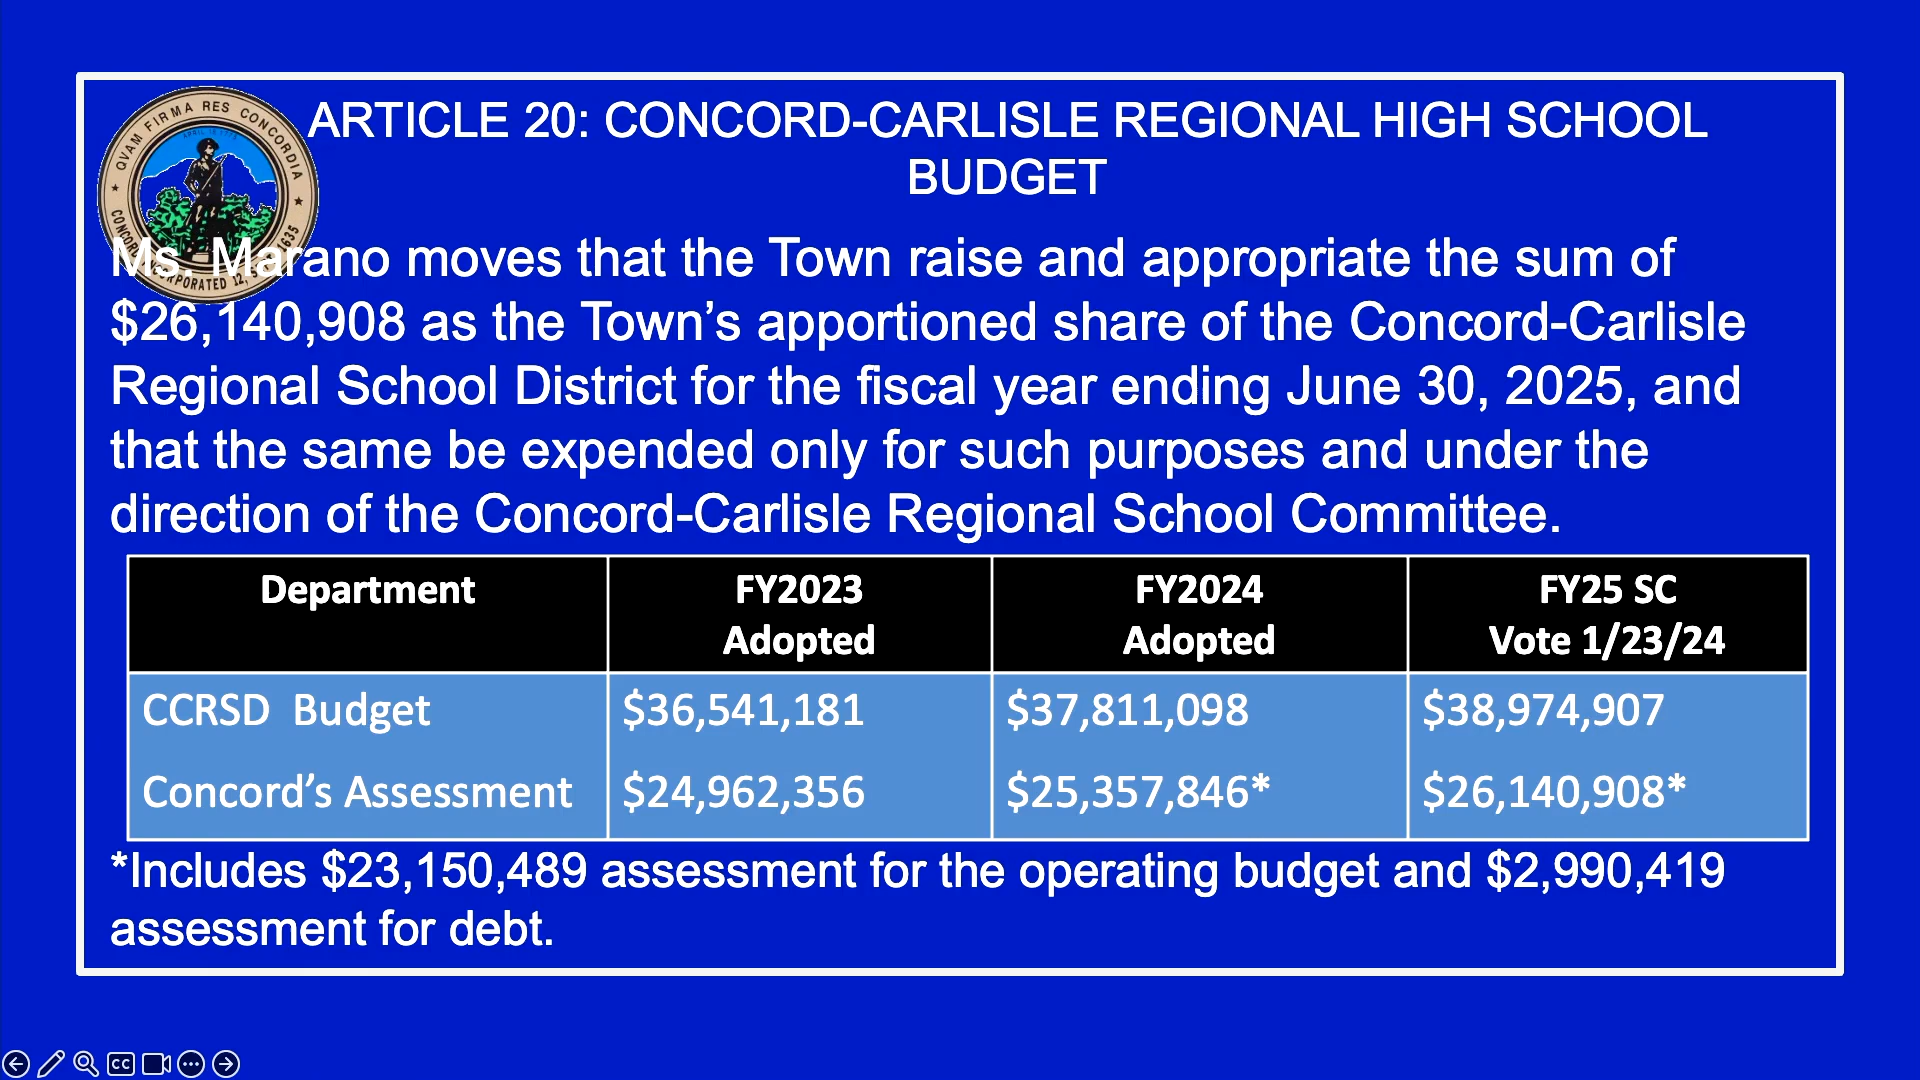 QVAM FIRMA RES CONCORDIA
ARTICLE 20: CONCORD-CARLISLE REGIONAL HIGH SCHOOL
BUDGET
Ms. Marano moves that the Town raise and appropriate the sum of
$26,140,908 as the Town’s apportioned share of the Concord-Carlisle
Regional School District for the fiscal year ending June 30, 2025, and
that the same be expended only for such purposes and under the
direction of the Concord-Carlisle Regional School Committee.
Department FY2023 FY2024 FY25 SC
Adopted Adopted Vote 1/23/24
CCRSD Budget $36,541,181 $37,811,098 $38,974,907
Concord’s Assessment $24,962,356 $25,357,846* $26,140,908*
*Includes $23,150,489 assessment for the operating budget and $2,990,419
assessment for debt.
CC